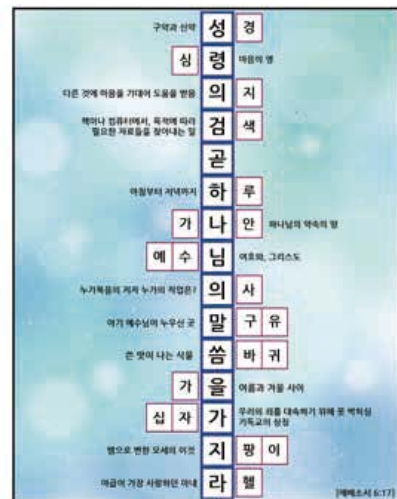 구약과 신약 성 경
심 령 마음의 영
다른 것에 마음을 기대어 도움을 받음 의 지
책이나 컴퓨터에서, 목적에 따라
필요한 자료들을 찾아내는 일 검 색
곧
아침부터 저녁까지 하 루
가 나 안 하나님의 약속의 땅
예 수 님 여호와, 그리스도
누가복음의 저자 누가의 직업은? 의 사
아기 예수님이 누우신 곳 말 구 유
쓴 맛이 나는 식물 씀 바 귀
가 을 여름과 겨울 사이
십 자 가 우리의 죄를 대속하기 위해 못 박히심
기독교의 상징
뱀으로 변한 모세의 이것 지 팡 이
야곱이 가장 사랑하던 아내 라 헬
[에베소서 6:17]